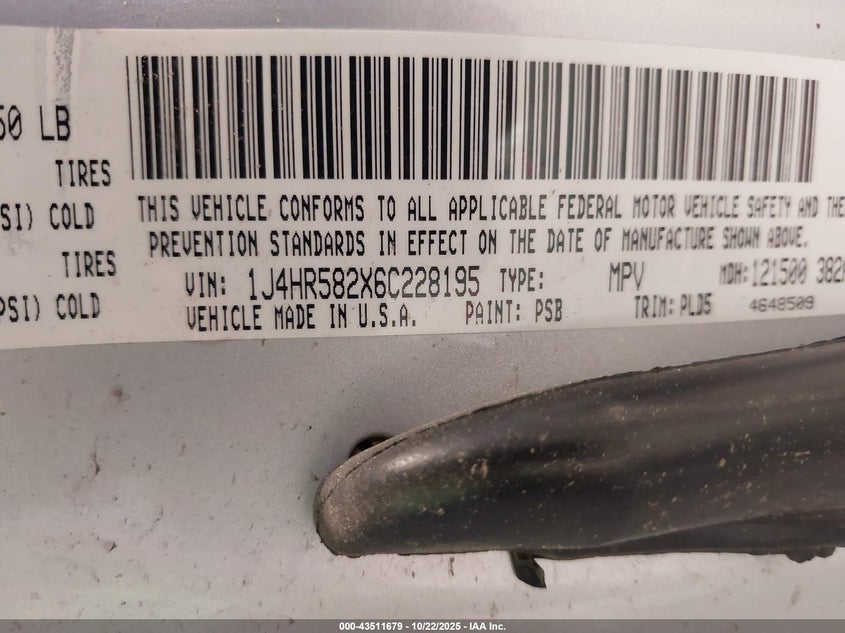 50 LB
TIRES
SI) COLD
TIRES
PSI) COLD
THIS VEHICLE CONFORMS TO ALL APPLICABLE FEDERAL MOTOR VEHICLE SAFETY AND THE
PREVENTION STANDARDS IN EFFECT ON THE DATE OF MANUFACTURE SHOWN ABOVE.
VIN: 1J4HR582X6C228195 TYPE: MPV MDH: 121500 382
VEHICLE MADE IN U.S.A. PAINT: PSB TRIM: PLD5 4648509
000-43511679 - 10/22/2025 - IAA Inc.